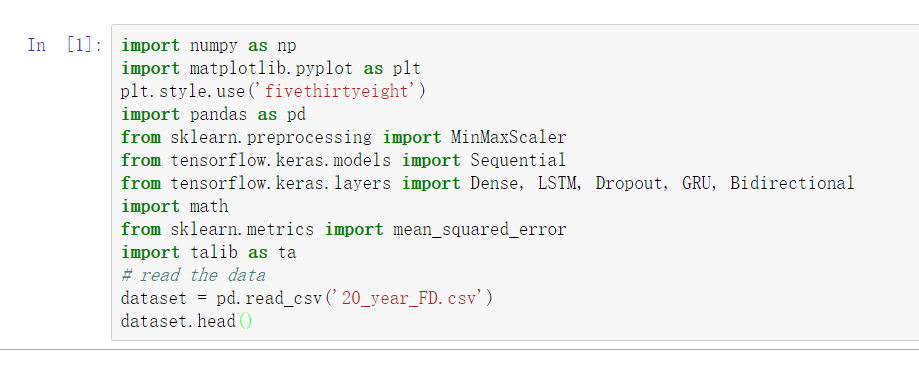 In [1]:
import numpy as np
import matplotlib.pyplot as plt
plt.style.use('fivethirtyeight')
import pandas as pd
from sklearn.preprocessing import MinMaxScaler
from tensorflow.keras.models import Sequential
from tensorflow.keras.layers import Dense, LSTM, Dropout, GRU, Bidirectional
import math
from sklearn.metrics import mean_squared_error
import talib as ta
# read the data
dataset = pd.read_csv('20_year_FD.csv')
dataset.head()